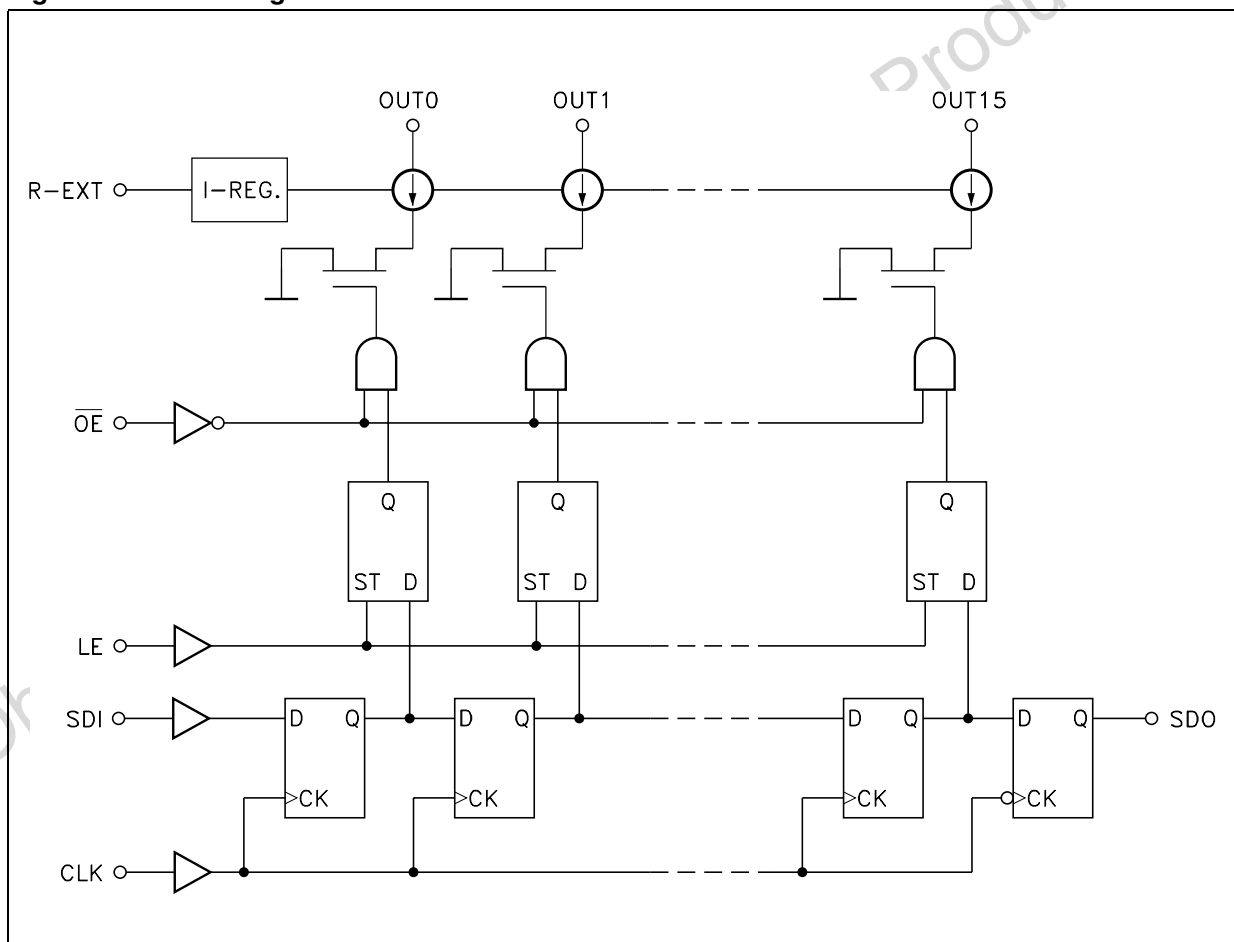 OUT0 OUT1 OUT15
R-EXT I-REG.
OE
Q Q Q
ST D ST D ST D
LE
SDI D Q D Q D Q D Q SDO
CK CK CK CK
CLK